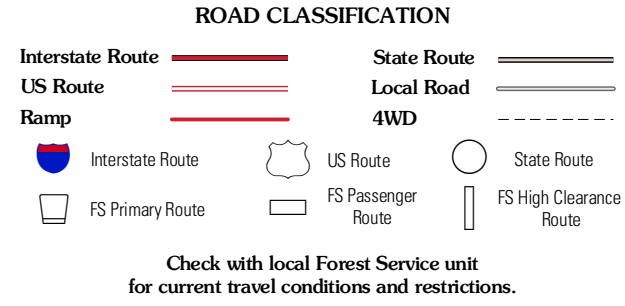 ROAD CLASSIFICATION
Interstate Route
State Route
US Route
Local Road
Ramp
4WD
Interstate Route
US Route
State Route
FS Primary Route
FS Passenger
Route
FS High Clearance
Route
Check with local Forest Service unit
for current travel conditions and restrictions.